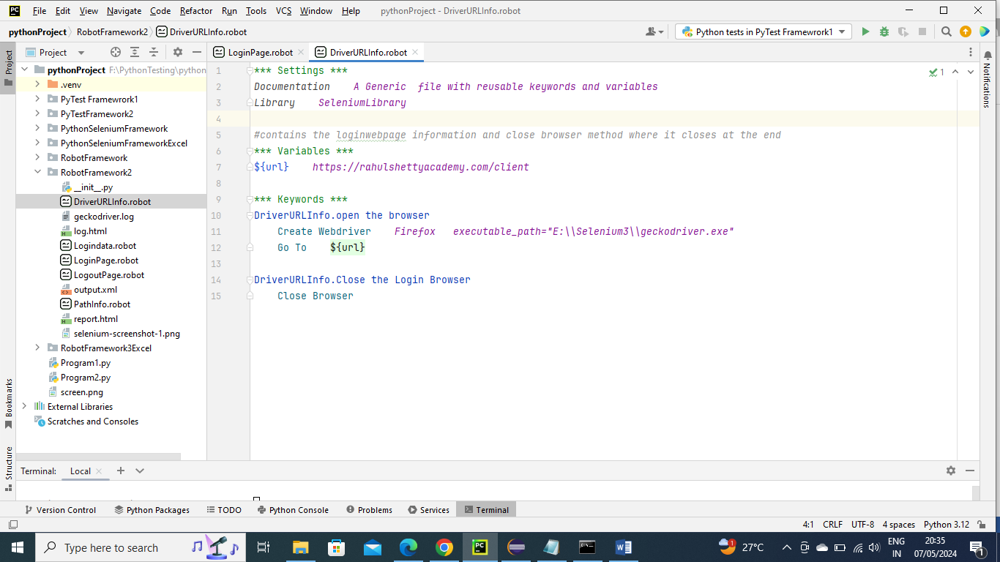 PC File Edit View Navigate Code Refactor Run Tools VCS Window Help pythonProject - DriverURLInfo.robot
pythonProject RobotFramework2 DriverURLInfo.robot Python tests in PyTest Framewrork1
Project LoginPage.robot DriverURLInfo.robot
Project
Notifications
Bookmarks
Structure
pythonProject F:\PythonTesting\python
.venv
PyTest Framewrork1
PyTestFramework2
PythonSeleniumFramework
PythonSeleniumFrameworkExcel
RobotFramework
RobotFramework2
__init__.py
DriverURLInfo.robot
geckodriver.log
log.html
Logindata.robot
LoginPage.robot
LogoutPage.robot
output.xml
PathInfo.robot
report.html
selenium-screenshot-1.png
RobotFramework3Excel
Program1.py
Program2.py
screen.png
External Libraries
Scratches and Consoles
1 *** Settings *** 1
2 Documentation A Generic file with reusable keywords and variables
3 Library SeleniumLibrary
4
5 #contains the loginwebpage information and close browser method where it closes at the end
6 *** Variables ***
7 ${url} https://rahulshettyacademy.com/client
8
9 *** Keywords ***
10 DriverURLInfo.open the browser
11 Create Webdriver Firefox executable_path="E:\\Selenium3\\geckodriver.exe"
12 Go To ${url}
13
14 DriverURLInfo.Close the Login Browser
15 Close Browser
Terminal: Local
Version Control Python Packages TODO Python Console Problems Services Terminal
4:1 CRLF UTF-8 4 spaces Python 3.12
Type here to search PC W 27°C ENG IN 20:35 07/05/2024 1